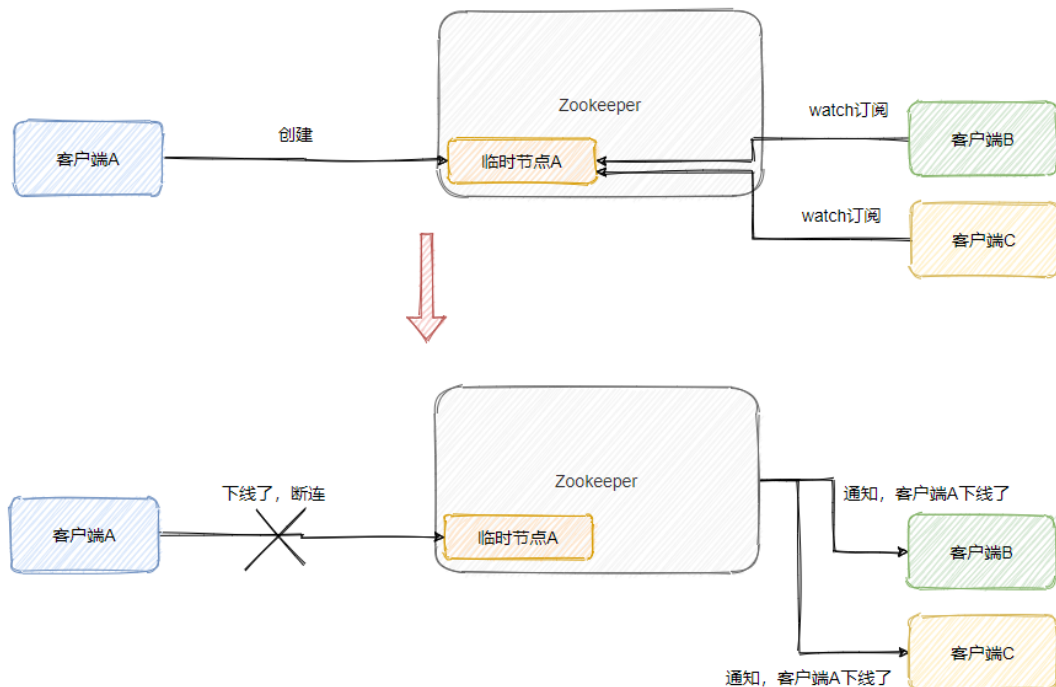 Zookeeper
watch订阅
创建
客户端A
临时节点A
客户端B
watch订阅
客户端C
Zookeeper
下线了，断连
通知，客户端A下线了
客户端A
临时节点A
客户端B
客户端C
通知，客户端A下线了